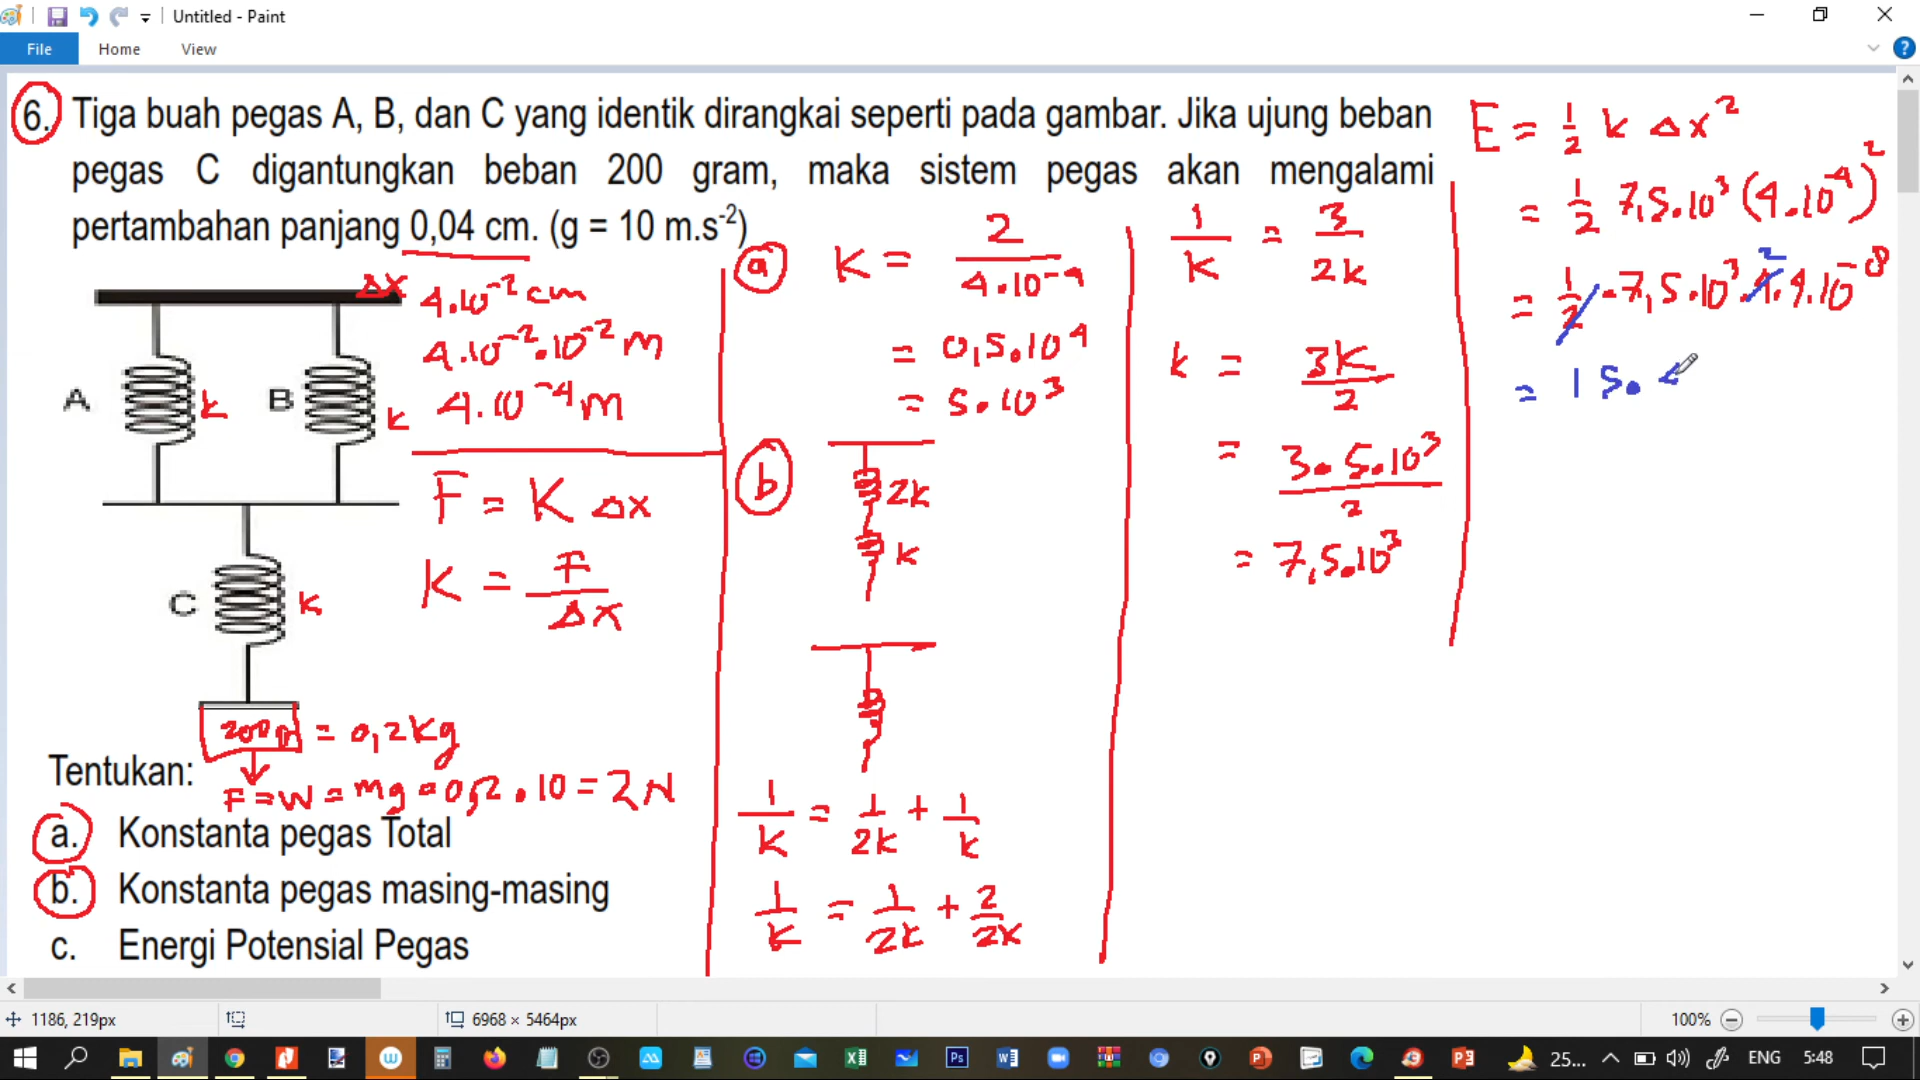 Untitled - Paint
File Home View
6. Tiga buah pegas A, B, dan C yang identik dirangkai seperti pada gambar. Jika ujung beban
pegas C digantungkan beban 200 gram, maka sistem pegas akan mengalami
pertambahan panjang 0,04 cm. (g = 10 m.s⁻²)
Δx 4.10⁻² cm
4.10⁻².10⁻² m
4.10⁻⁴ m
A k B k
C k
F = K Δx
K = F/Δx
200g = 0,2 kg
F = W = mg = 0,2 . 10 = 2 N
Tentukan:
a. Konstanta pegas Total
b. Konstanta pegas masing-masing
c. Energi Potensial Pegas
a K = 2/4.10⁻⁴
= 0,5.10⁴
= 5.10³
b
2k
k
1/K = 1/2k + 1/k
1/K = 1/2k + 2/2k
1/K = 3/2k
k = 3K/2
= 3.5.10³/2
= 7,5.10³
E = 1/2 k Δx²
= 1/2 7,5.10³ (4.10⁻⁴)²
= 1/2 . 7,5.10³ . 4.4.10⁻⁸
2
= 15.
1186, 219px 6968 × 5464px 100%
25... ENG 5:48